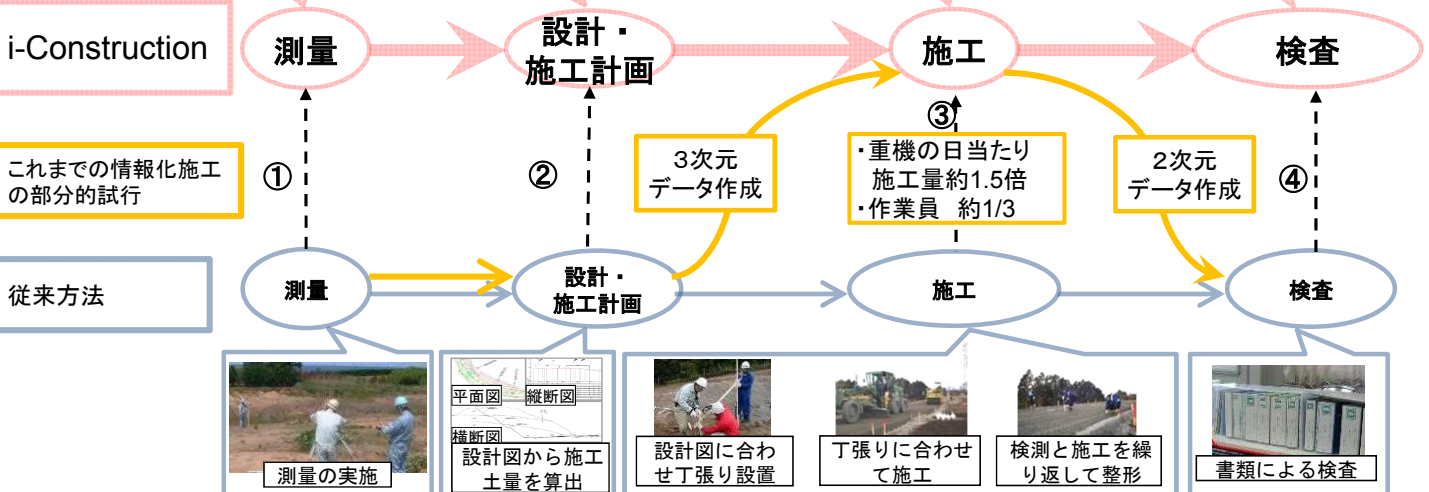 i-Construction
測量
設計・
施工計画
施工
検査
これまでの情報化施工
の部分的試行
①
②
3次元
データ作成
③
・重機の日当たり
施工量約1.5倍
・作業員 約1/3
2次元
データ作成
④
従来方法
測量
設計・
施工計画
施工
検査
測量の実施
平面図
縦断図
横断図
設計図から施工
土量を算出
設計図に合わ
せ丁張り設置
丁張りに合わせ
て施工
検測と施工を繰
り返して整形
書類による検査